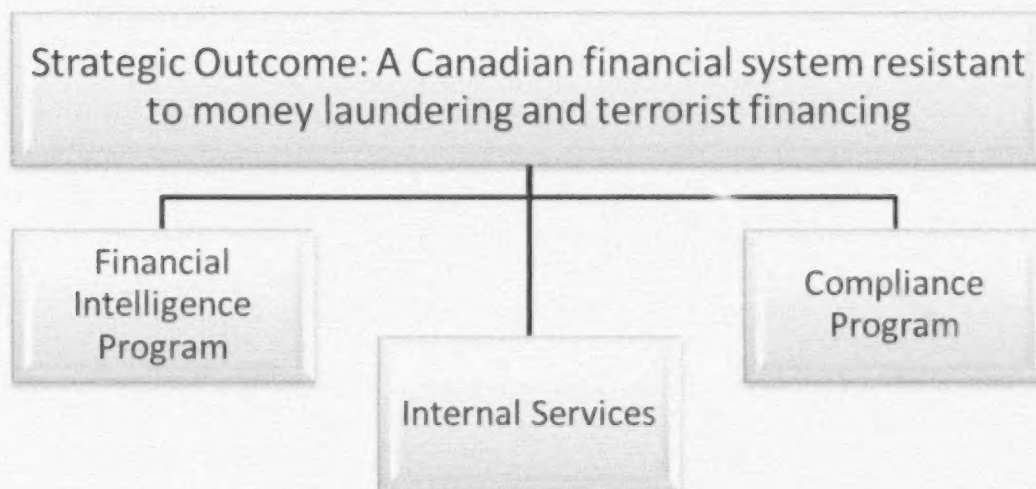 Strategic Outcome: A Canadian financial system resistant
to money laundering and terrorist financing
Financial
Intelligence
Program
Internal Services
Compliance
Program